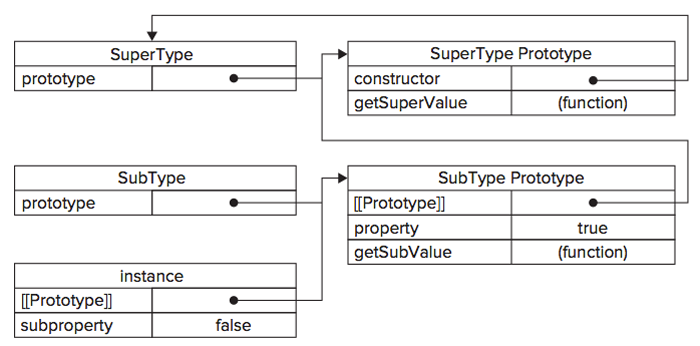 SuperType
prototype
SuperType Prototype
constructor
getSuperValue (function)
SubType
prototype
SubType Prototype
[[Prototype]]
property true
getSubValue (function)
instance
[[Prototype]]
subproperty false